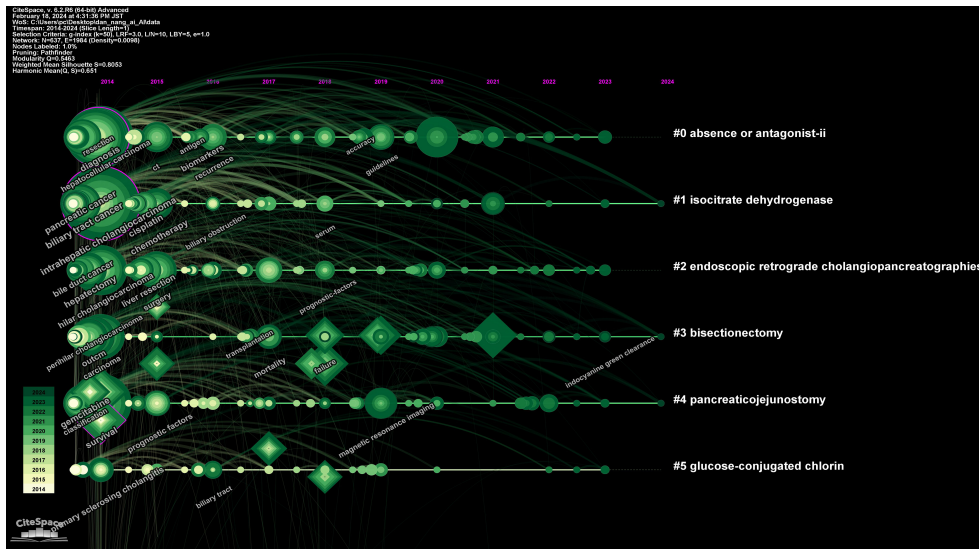 CiteSpace, v. 6.2.R6 (64-bit) Advanced
February 18, 2024 at 4:31:36 PM JST
WoS: C:\Users\pc\Desktop\dan_nang_ai_AI\data
Timespan: 2014-2024 (Slice Length=1)
Selection Criteria: g-index (k=50), LRF=3.0, L/N=10, LBY=5, e=1.0
Network: N=637, E=1984 (Density=0.0098)
Nodes Labeled: 1.0%
Pruning: Pathfinder
Modularity Q=0.5463
Weighted Mean Silhouette S=0.8053
Harmonic Mean(Q, S)=0.651
2014 2015 2016 2017 2018 2019 2020 2021 2022 2023 2024
#0 absence or antagonist-ii
resection
diagnosis
hepatocellular carcinoma
ct
antigen
biomarkers
recurrence
accuracy
guidelines
#1 isocitrate dehydrogenase
pancreatic cancer
biliary tract cancer
intrahepatic cholangiocarcinoma
cisplatin
chemotherapy
biliary obstruction
serum
#2 endoscopic retrograde cholangiopancreatographies
bile duct cancer
hepatectomy
hilar cholangiocarcinoma
liver resection
surgery
prognostic-factors
#3 bisectionectomy
perihilar cholangiocarcinoma
outcm
carcinoma
transplantation
mortality
failure
indocyanine green clearance
#4 pancreaticojejunostomy
gemcitabine
classification
survival
prognostic factors
magnetic resonance imaging
#5 glucose-conjugated chlorin
primary sclerosing cholangitis
biliary tract
2024
2023
2022
2021
2020
2019
2018
2017
2016
2015
2014
CiteSpace